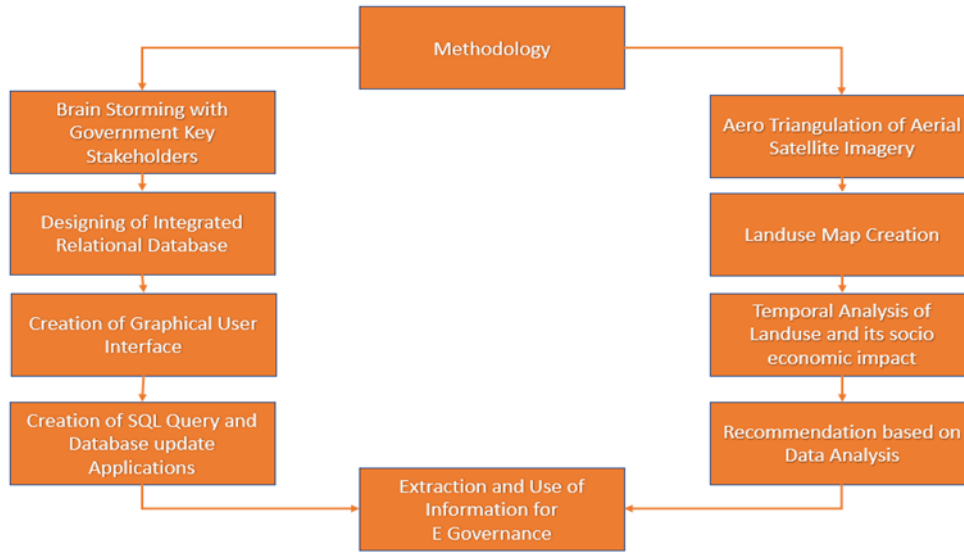 Methodology
Brain Storming with
Government Key
Stakeholders
Designing of Integrated
Relational Database
Creation of Graphical User
Interface
Creation of SQL Query and
Database update
Applications
Aero Triangulation of Aerial
Satellite Imagery
Landuse Map Creation
Temporal Analysis of
Landuse and its socio
economic impact
Recommendation based on
Data Analysis
Extraction and Use of
Information for
E Governance